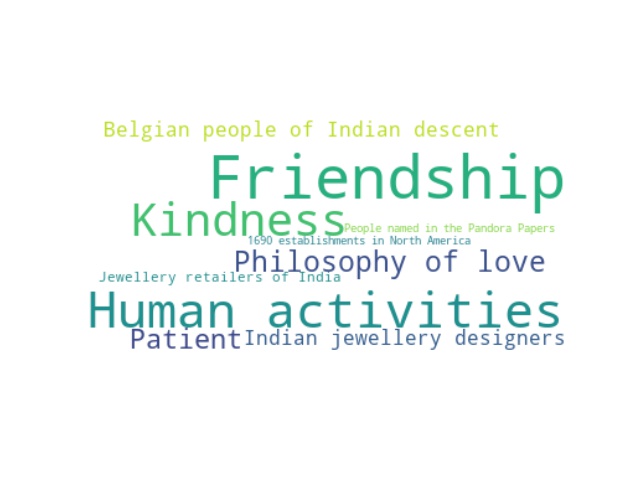 Belgian people of Indian descent
Friendship
Kindness
People named in the Pandora Papers
1690 establishments in North America
Philosophy of love
Jewellery retailers of India
Human activities
Patient
Indian jewellery designers